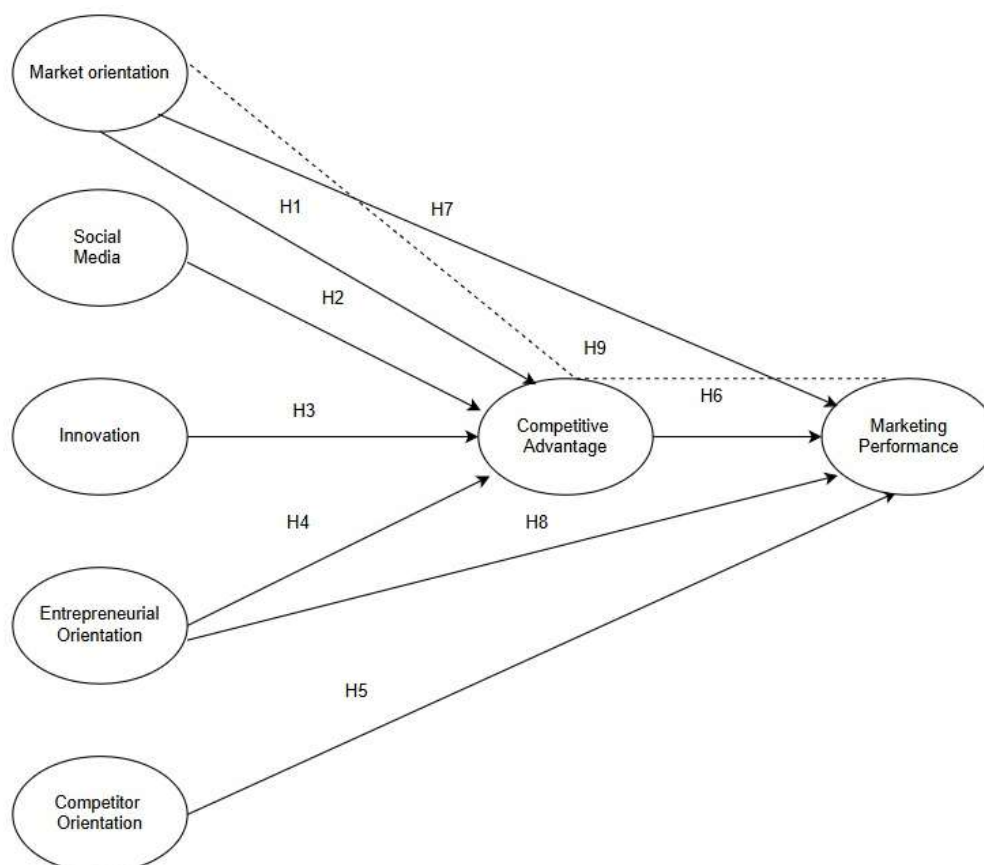 Market orientation
H1
H7
Social
Media
H2
H9
H6
H3
Innovation
Competitive
Advantage
Marketing
Performance
H4
H8
Entrepreneurial
Orientation
H5
Competitor
Orientation